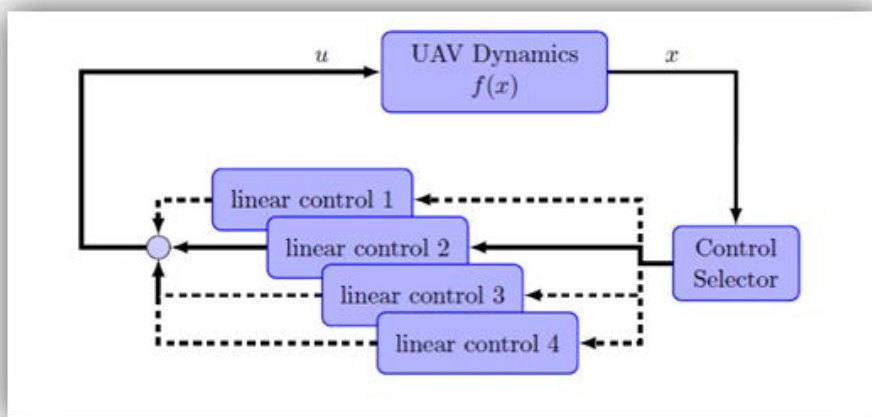 u
UAV Dynamics
f(x)
x
linear control 1
linear control 2
linear control 3
linear control 4
Control
Selector